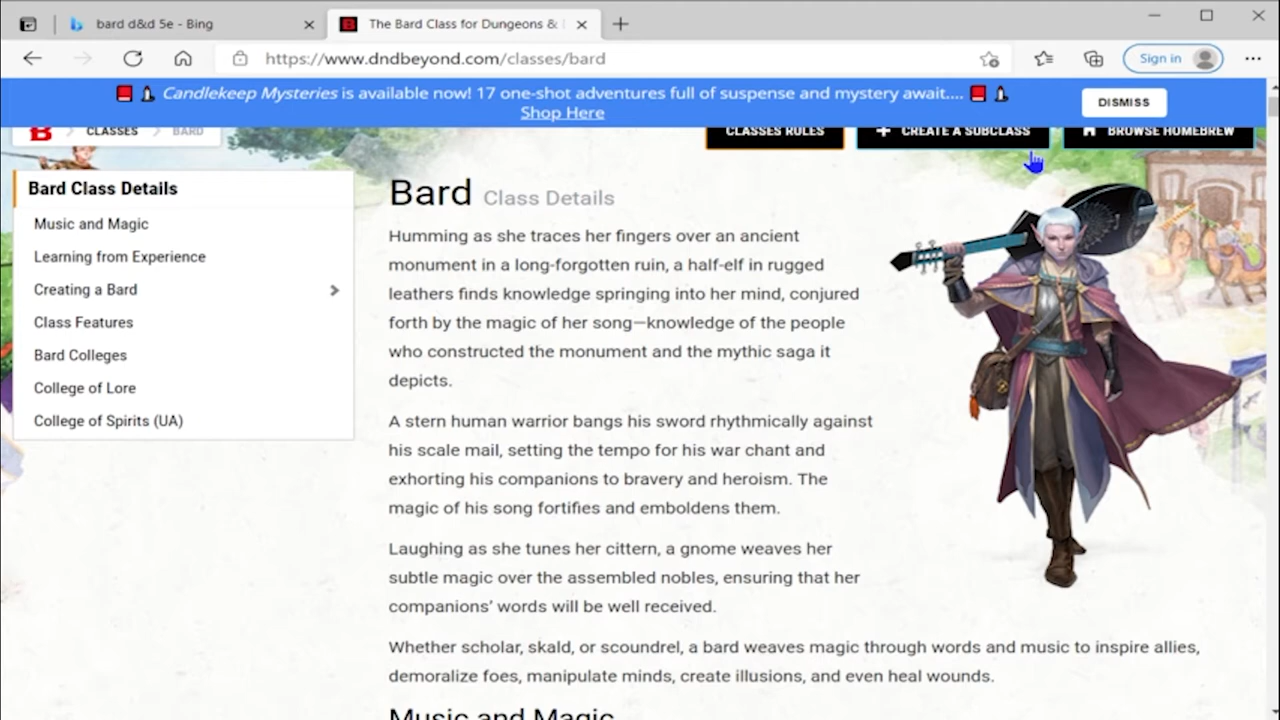 bard d&d 5e - Bing
The Bard Class for Dungeons &
https://www.dndbeyond.com/classes/bard
Sign in
Candlekeep Mysteries is available now! 17 one-shot adventures full of suspense and mystery await....
Shop Here
DISMISS
B CLASSES BARD
CLASSES RULES
CREATE A SUBCLASS
BROWSE HOMEBREW
Bard Class Details
Music and Magic
Learning from Experience
Creating a Bard
Class Features
Bard Colleges
College of Lore
College of Spirits (UA)
Bard Class Details
Humming as she traces her fingers over an ancient
monument in a long-forgotten ruin, a half-elf in rugged
leathers finds knowledge springing into her mind, conjured
forth by the magic of her song—knowledge of the people
who constructed the monument and the mythic saga it
depicts.
A stern human warrior bangs his sword rhythmically against
his scale mail, setting the tempo for his war chant and
exhorting his companions to bravery and heroism. The
magic of his song fortifies and emboldens them.
Laughing as she tunes her cittern, a gnome weaves her
subtle magic over the assembled nobles, ensuring that her
companions’ words will be well received.
Whether scholar, skald, or scoundrel, a bard weaves magic through words and music to inspire allies,
demoralize foes, manipulate minds, create illusions, and even heal wounds.
Music and Magic